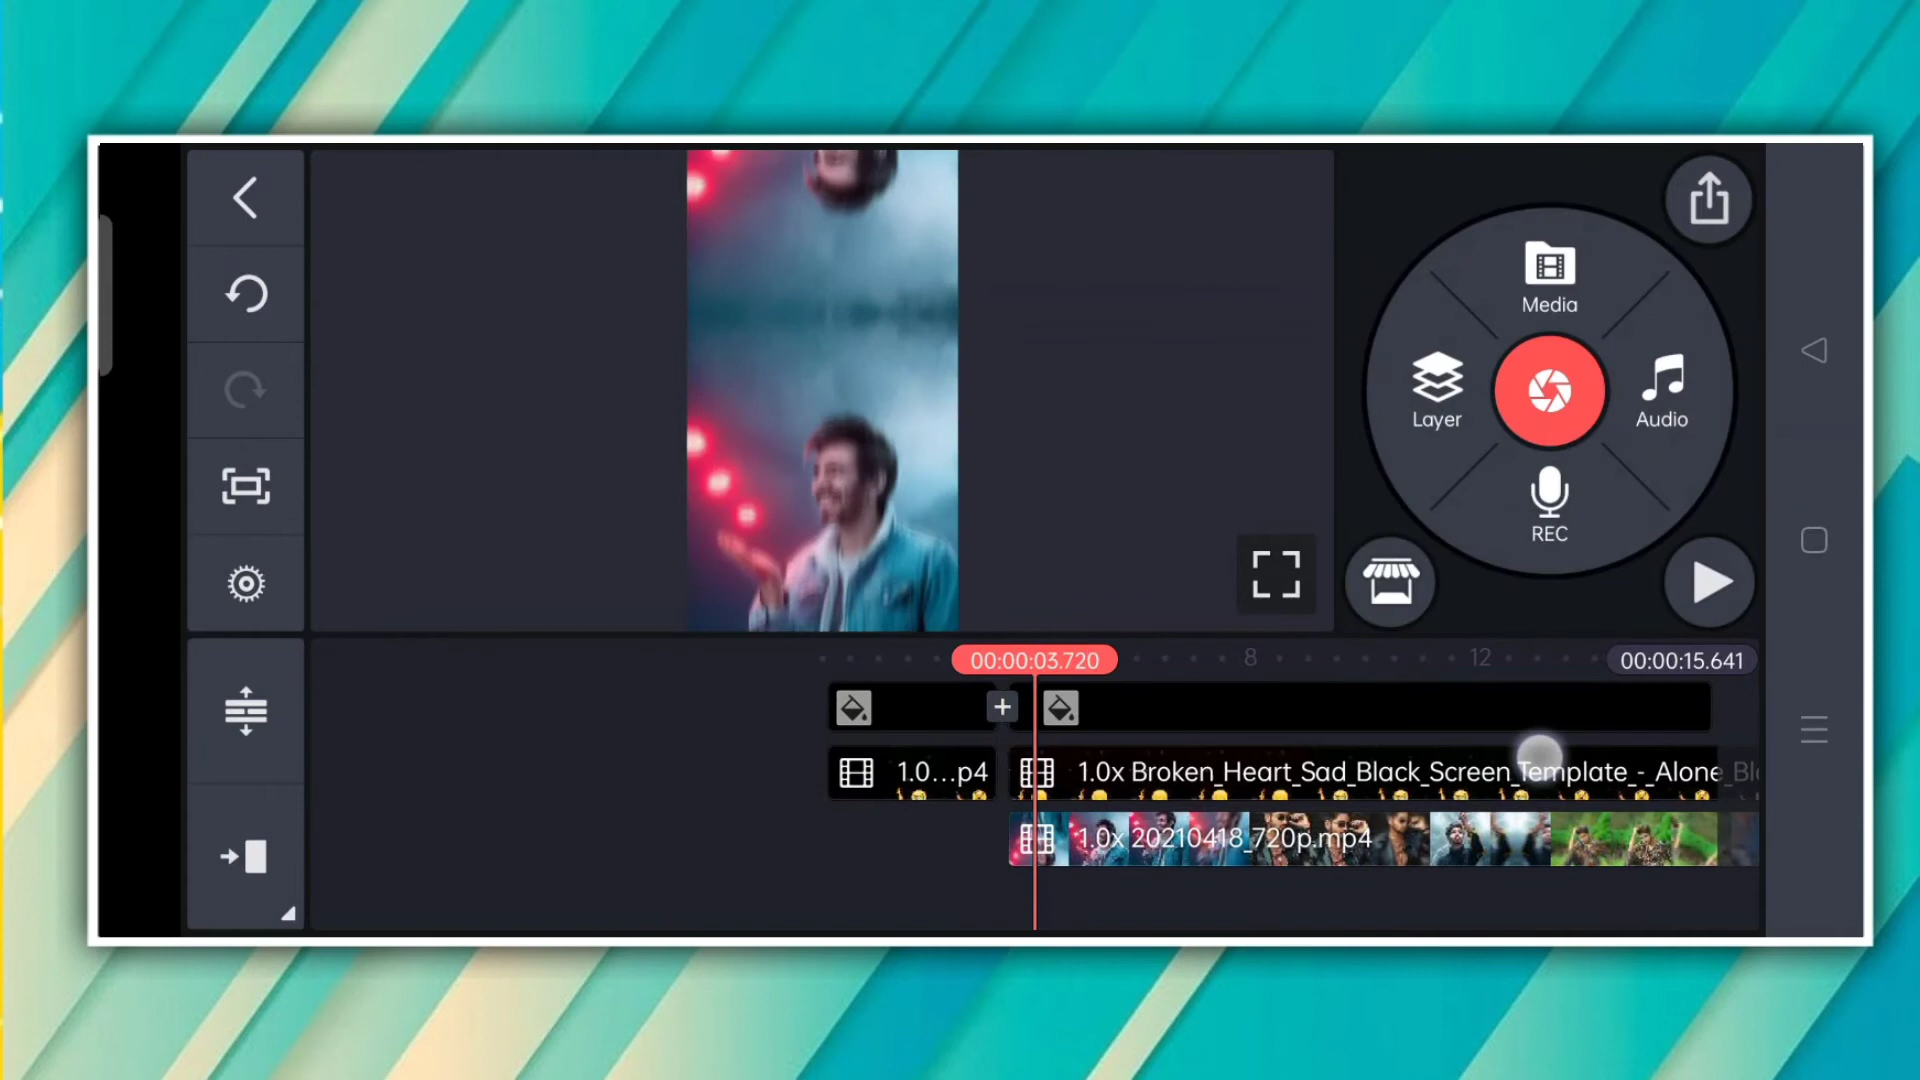 Media
Layer
Audio
REC
00:00:03.720
8
12
00:00:15.641
1.0...p4
1.0x Broken_Heart_Sad_Black_Screen_Template_-_Alone_Bl
1.0x 20210418_720p.mp4